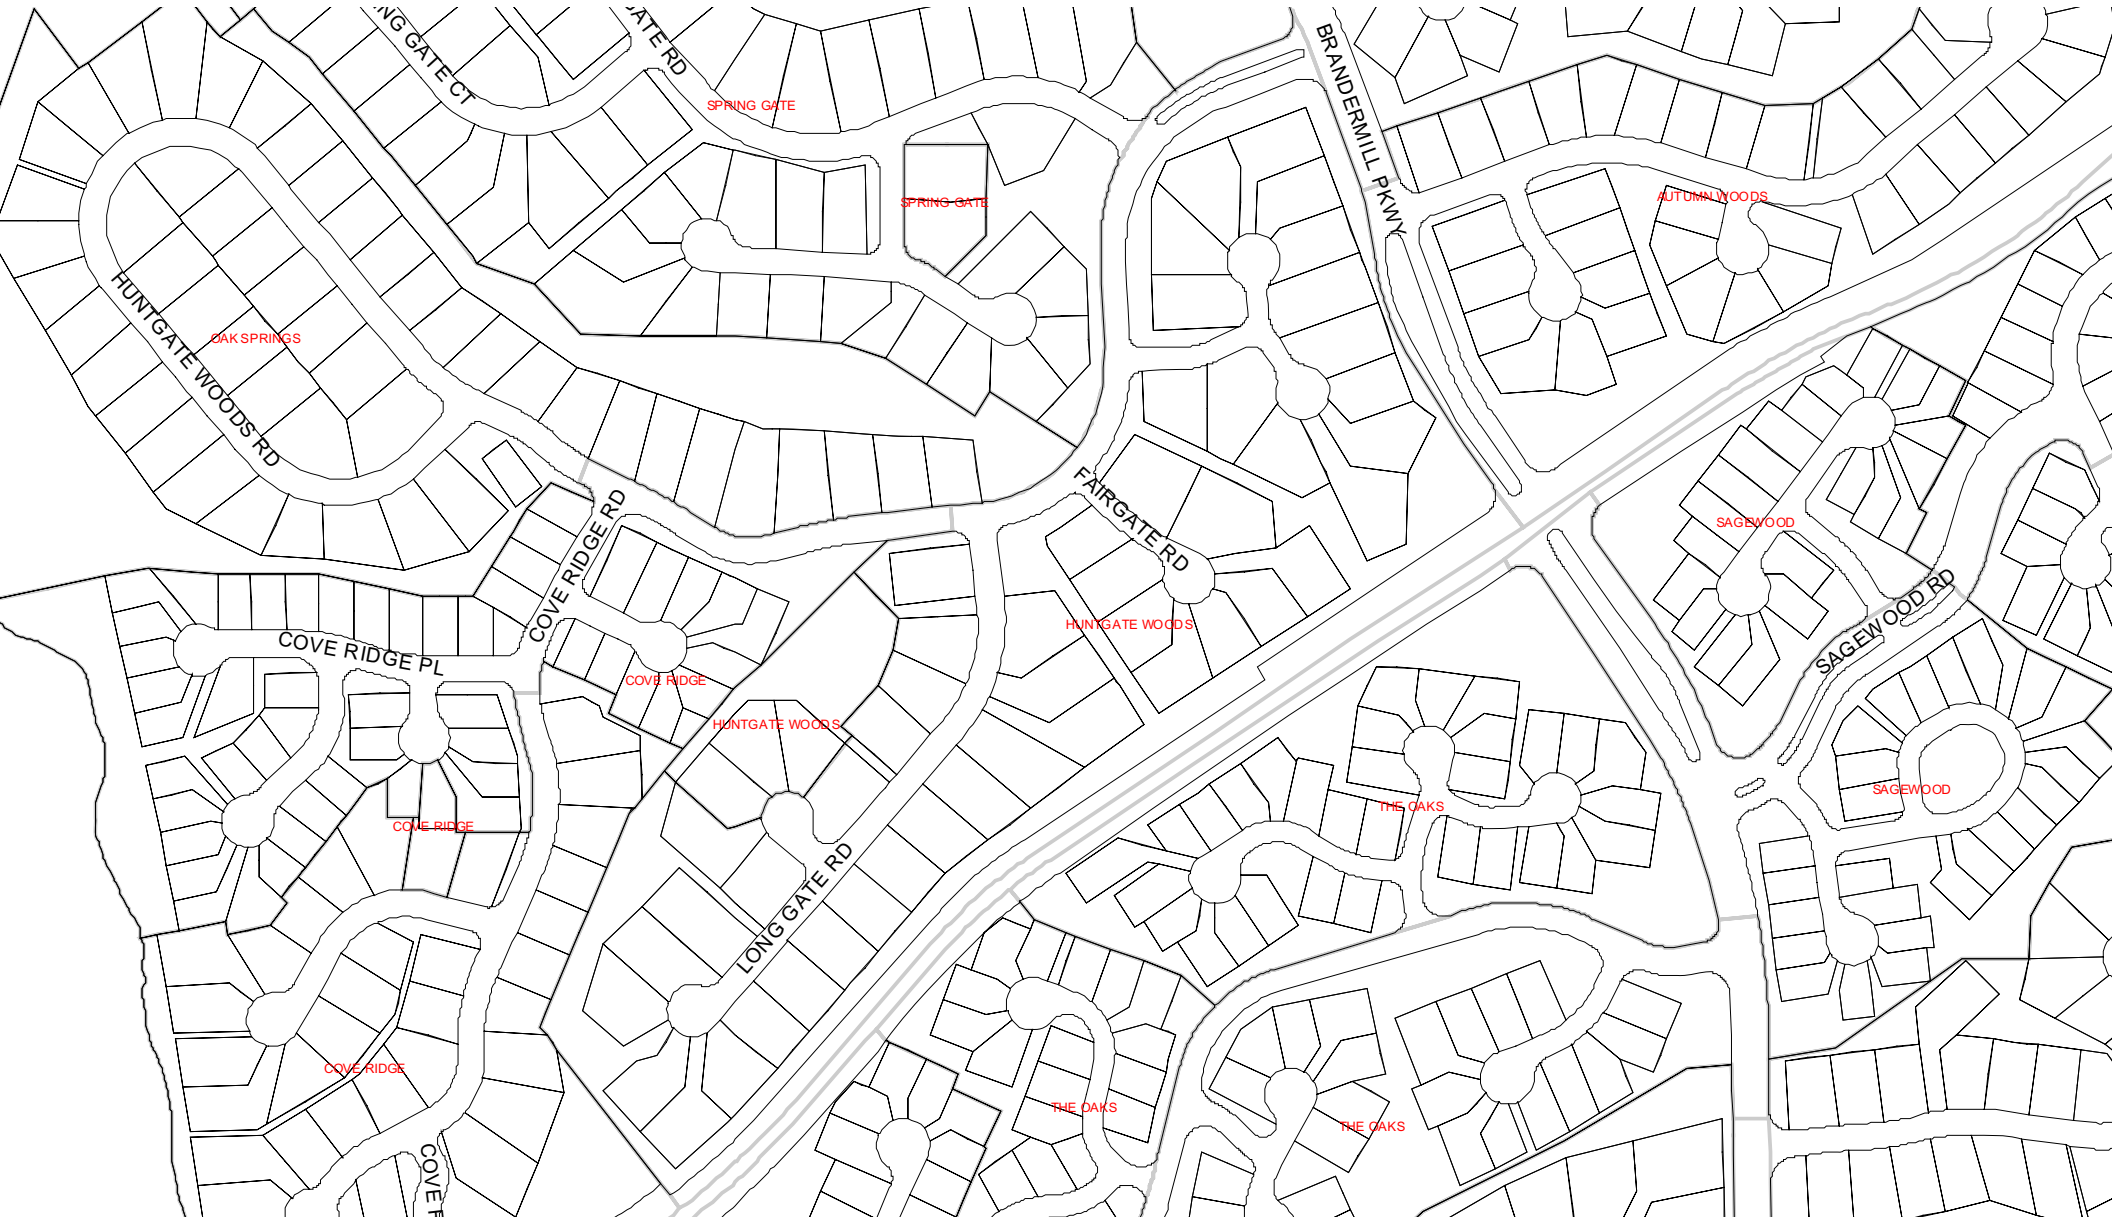 NG GATE CT
GATE RD
SPRING GATE
BRANDERMILL PKWY
SPRING GATE
AUTUMN WOODS
HUNTGATE WOODS RD
OAK SPRINGS
FAIRGATE RD
SAGEWOOD
COVE RIDGE RD
SAGEWOOD RD
HUNTGATE WOODS
COVE RIDGE PL
COVE RIDGE
HUNTGATE WOODS
SAGEWOOD
THE OAKS
COVE RIDGE
LONG GATE RD
COVE RIDGE
THE OAKS
THE OAKS
COVE R